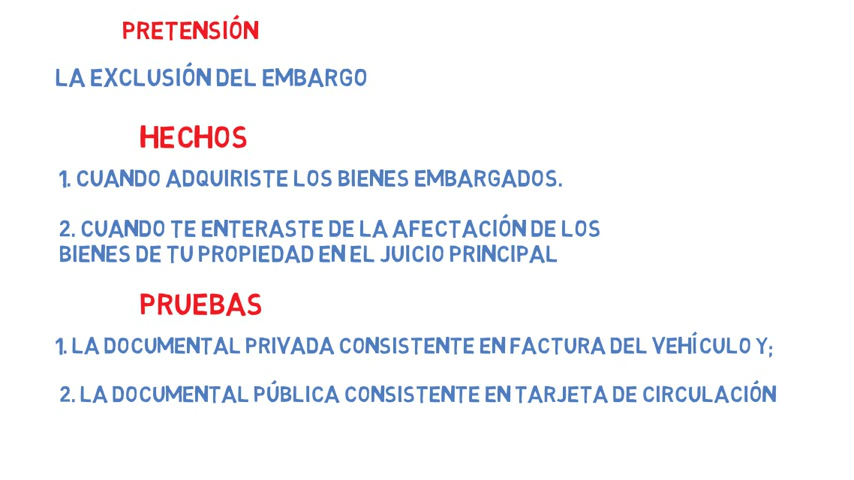 PRETENSIÓN
LA EXCLUSIÓN DEL EMBARGO
HECHOS
1. CUANDO ADQUIRISTE LOS BIENES EMBARGADOS.
2. CUANDO TE ENTERASTE DE LA AFECTACIÓN DE LOS
BIENES DE TU PROPIEDAD EN EL JUICIO PRINCIPAL
PRUEBAS
1. LA DOCUMENTAL PRIVADA CONSISTENTE EN FACTURA DEL VEHÍCULO Y;
2. LA DOCUMENTAL PÚBLICA CONSISTENTE EN TARJETA DE CIRCULACIÓN